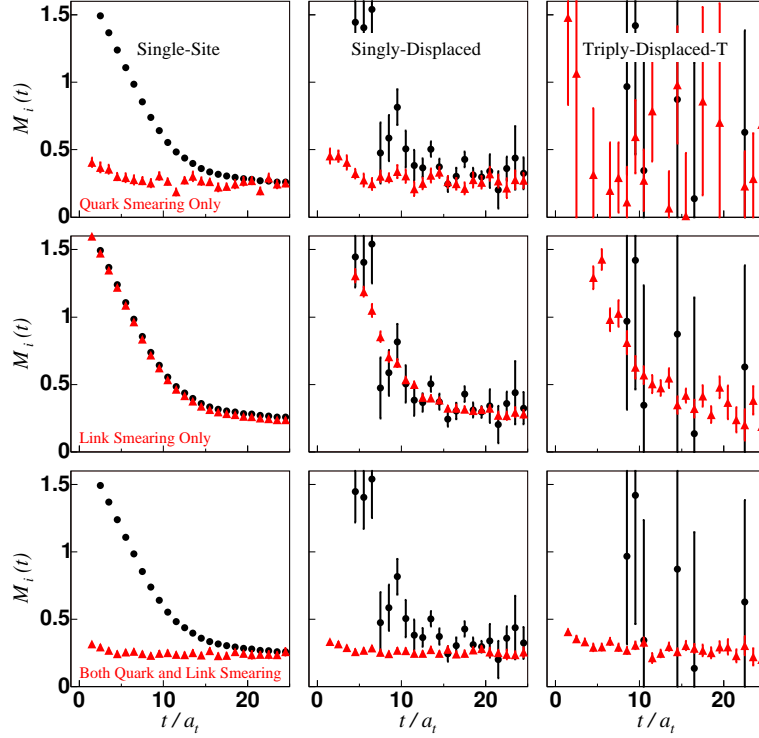 Single-Site
Singly-Displaced
Triply-Displaced-T
M_i(t)
1.5
1
0.5
0
Quark Smearing Only
M_i(t)
1.5
1
0.5
0
Link Smearing Only
M_i(t)
1.5
1
0.5
0
Both Quark and Link Smearing
0 10 20
0 10 20
0 10 20
t / a_t
t / a_t
t / a_t